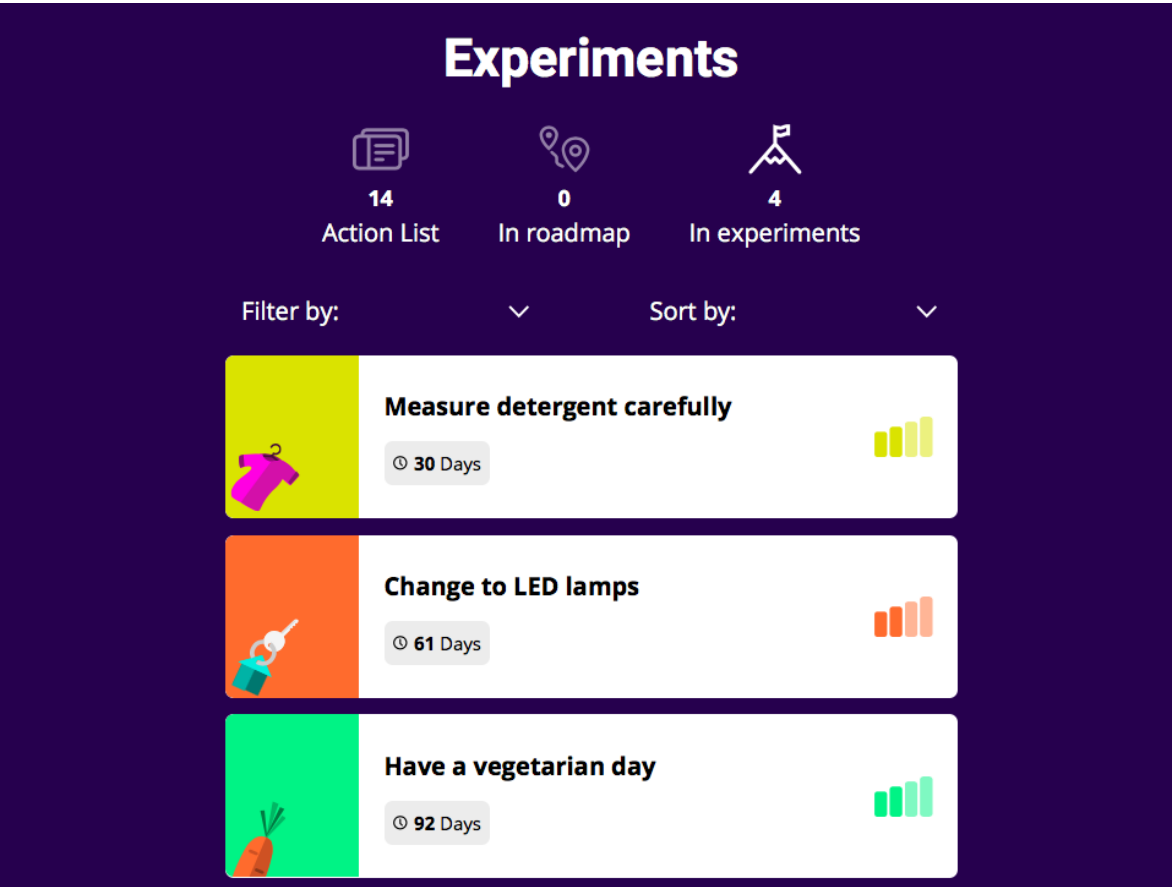 Experiments
14 0 4
Action List In roadmap In experiments
Filter by: Sort by:
Measure detergent carefully
30 Days
Change to LED lamps
61 Days
Have a vegetarian day
92 Days